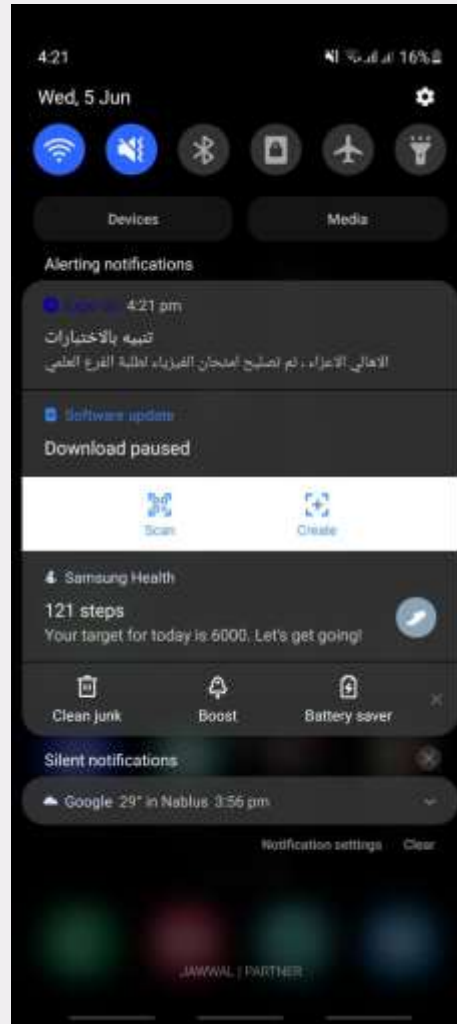 4:21
16%
Wed, 5 Jun
Devices
Media
Alerting notifications
4:21 pm
تنبيه بالاختبارات
الاهالي الاعزاء ، تم تصليح امتحان الفيزياء لطلبة الفرع العلمي
Software update
Download paused
Scan
Create
Samsung Health
121 steps
Your target for today is 6000. Let's get going!
Clean junk
Boost
Battery saver
Silent notifications
Google 29° in Nablus 3:56 pm
Notification settings
Clear
JAWWAL | PARTNER